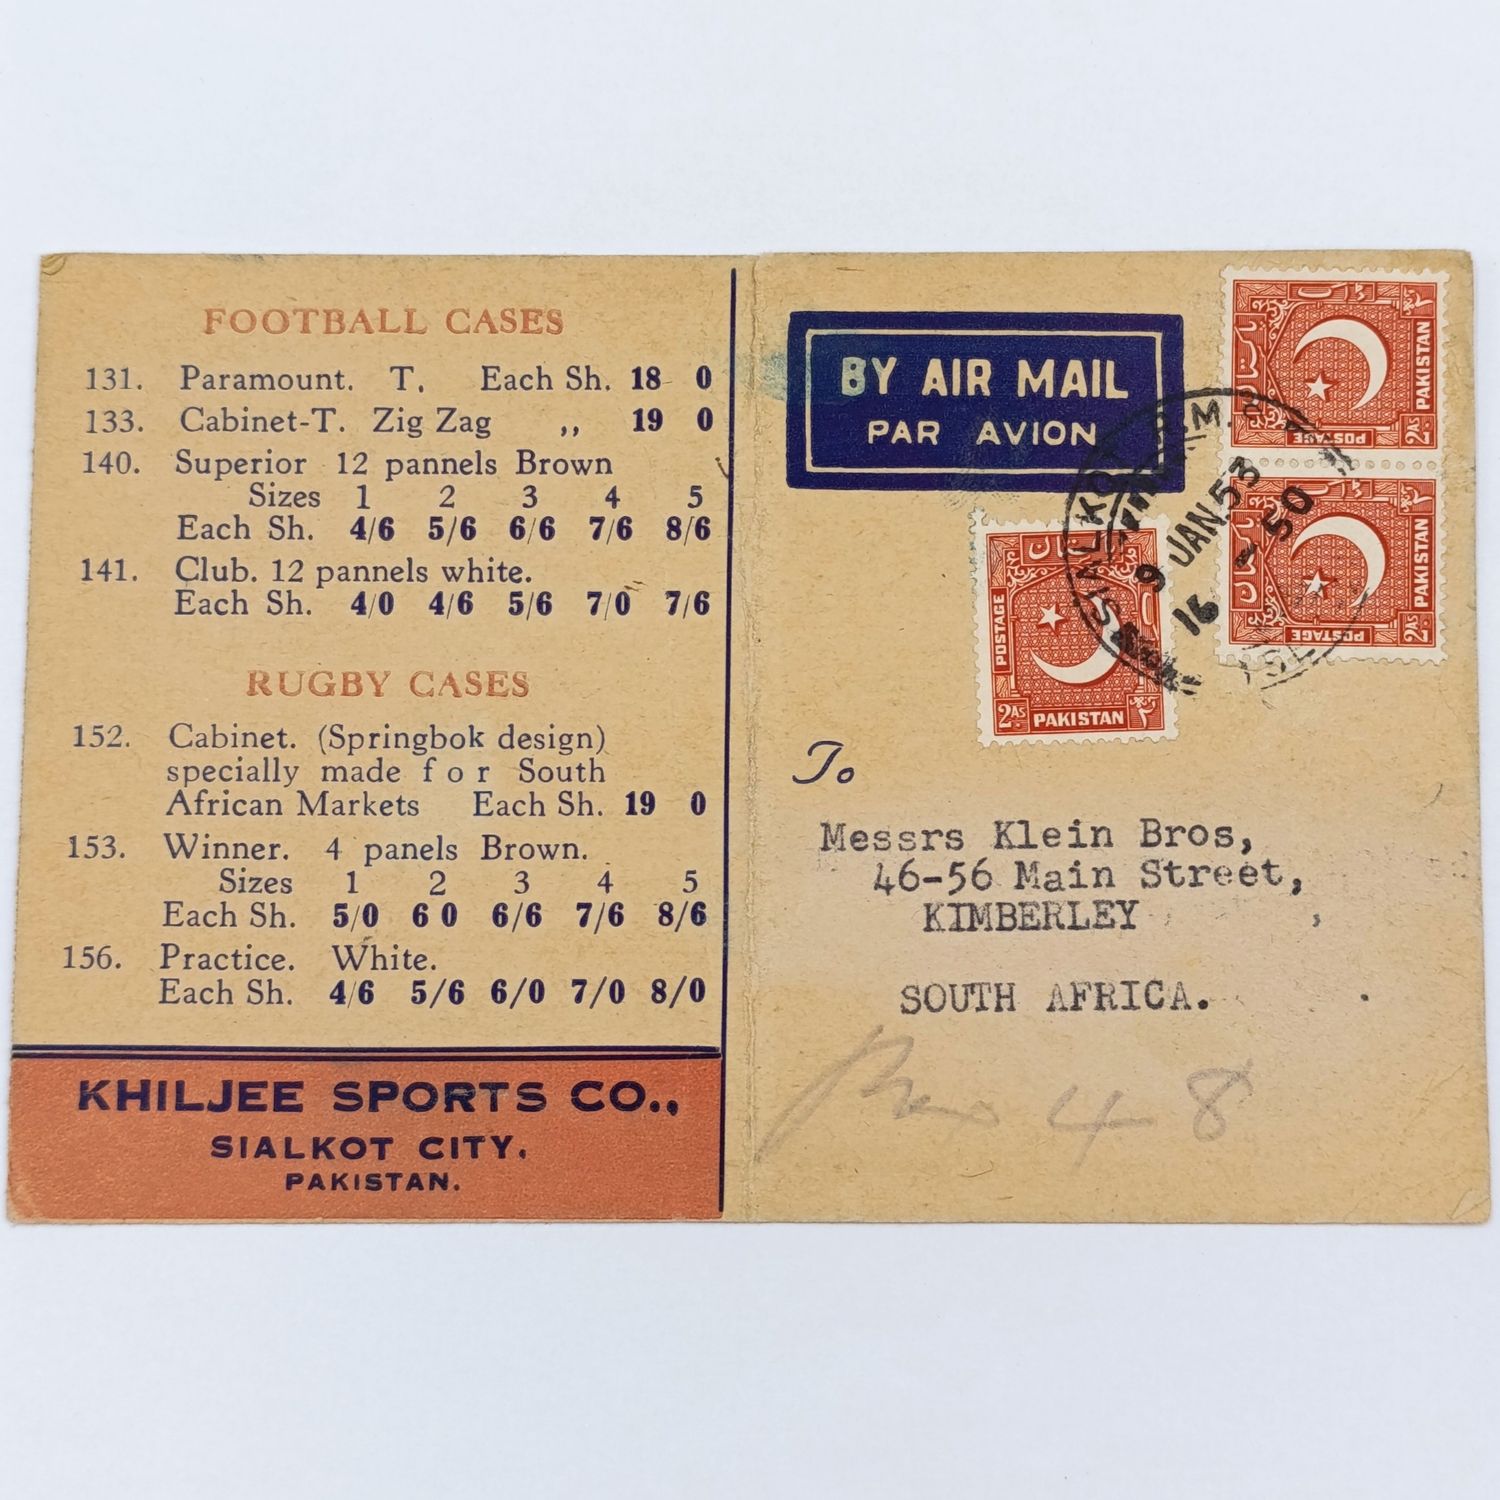 FOOTBALL CASES
131. Paramount. T. Each Sh. 18 0
133. Cabinet-T. Zig Zag ,, 19 0
140. Superior 12 pannels Brown
Sizes 1 2 3 4 5
Each Sh. 4/6 5/6 6/6 7/6 8/6
141. Club. 12 pannels white.
Each Sh. 4/0 4/6 5/6 7/0 7/6
RUGBY CASES
152. Cabinet. (Springbok design)
specially made for South
African Markets Each Sh. 19 0
153. Winner. 4 panels Brown.
Sizes 1 2 3 4 5
Each Sh. 5/0 6 0 6/6 7/6 8/6
156. Practice. White.
Each Sh. 4/6 5/6 6/0 7/0 8/0
KHILJEE SPORTS CO.,
SIALKOT CITY.
PAKISTAN.
BY AIR MAIL
PAR AVION
POSTAGE
PAKISTAN
2AS
POSTAGE
PAKISTAN
2AS
پاکستان
POSTAGE
2AS PAKISTAN
SIALKOT R.M.S
9 JAN 53
16 - 50
To
Messrs Klein Bros,
46-56 Main Street,
KIMBERLEY ,
SOUTH AFRICA.
Box 48